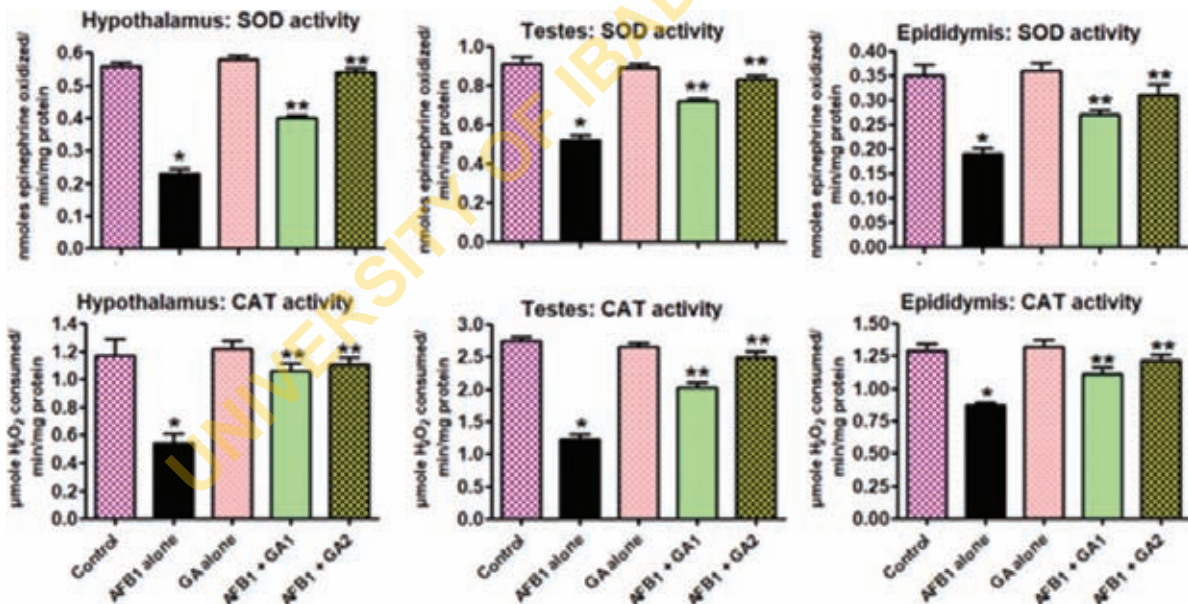 Hypothalamus: SOD activity
nmoles epinephrine oxidized/
min/mg protein
0.6
0.5
0.4
0.3
0.2
0.1
0.0
*
**
**
Testes: SOD activity
nmoles epinephrine oxidized/
min/mg protein
1.0
0.8
0.6
0.4
0.2
0.0
*
**
**
Epididymis: SOD activity
nmoles epinephrine oxidized/
min/mg protein
0.35
0.30
0.25
0.20
0.15
0.10
0.05
0.00
*
**
**
Hypothalamus: CAT activity
µmole H₂O₂ consumed/
min/mg protein
1.4
1.2
1.0
0.8
0.6
0.4
0.2
0.0
*
**
**
Control
AFB1 alone
GA alone
AFB1 + GA1
AFB1 + GA2
Testes: CAT activity
µmole H₂O₂ consumed/
min/mg protein
3.0
2.5
2.0
1.5
1.0
0.5
0.0
*
**
**
Control
AFB1 alone
GA alone
AFB1 + GA1
AFB1 + GA2
Epididymis: CAT activity
µmole H₂O₂ consumed/
min/mg protein
1.50
1.25
1.00
0.75
0.50
0.25
0.00
*
**
**
Control
AFB1 alone
GA alone
AFB1 + GA1
AFB1 + GA2
UNIVERSITY OF IBAD